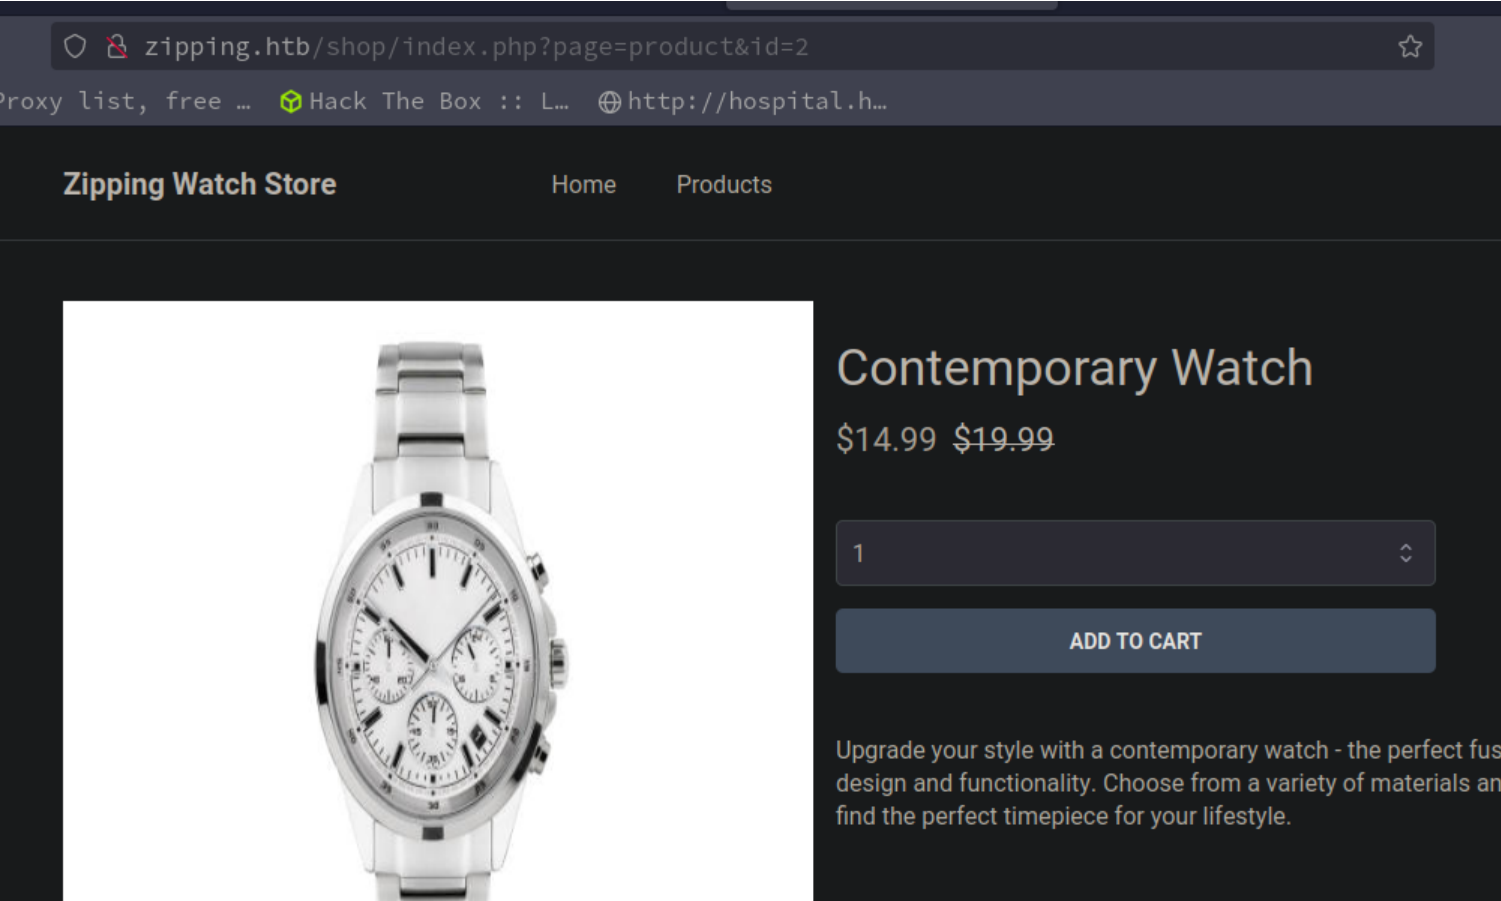 zipping.htb/shop/index.php?page=product&id=2
Proxy list, free … Hack The Box :: L… http://hospital.h…
Zipping Watch Store Home Products
Contemporary Watch
$14.99 $19.99
1
ADD TO CART
Upgrade your style with a contemporary watch - the perfect fus
design and functionality. Choose from a variety of materials an
find the perfect timepiece for your lifestyle.